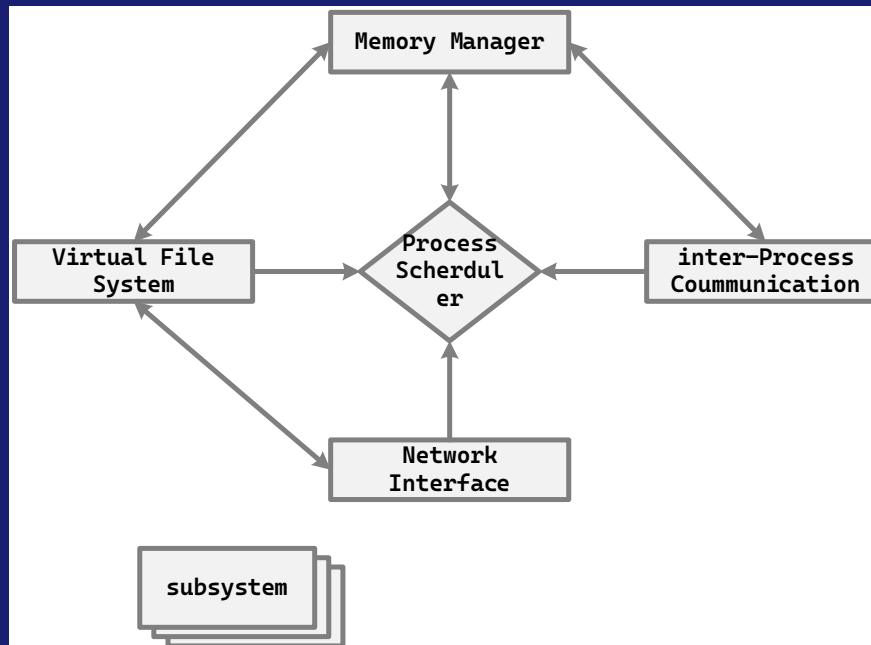 Memory Manager
Virtual File
System
Process
Scherdul
er
inter-Process
Coummunication
Network
Interface
subsystem